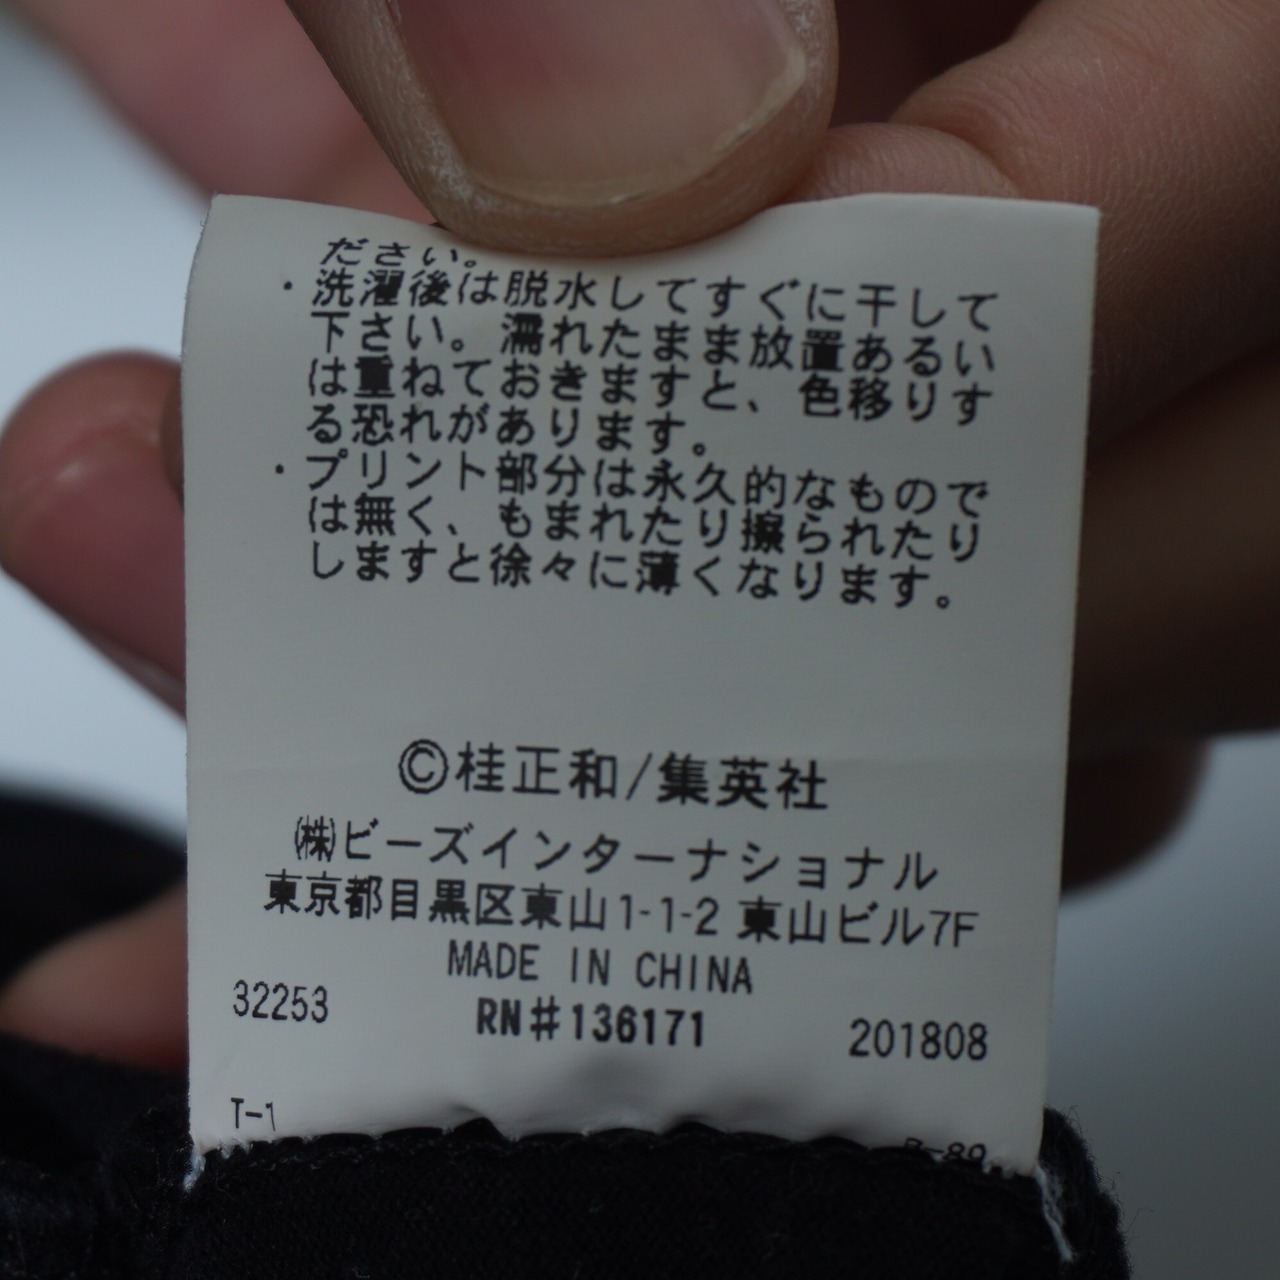 ださい。
・洗濯後は脱水してすぐに干して
下さい。濡れたまま放置あるい
は重ねておきますと、色移りす
る恐れがあります。
・プリント部分は永久的なもので
は無く、もまれたり擦られたり
しますと徐々に薄くなります。
©桂正和/集英社
㈱ビーズインターナショナル
東京都目黒区東山1-1-2 東山ビル7F
MADE IN CHINA
32253 RN#136171 201808
T-1